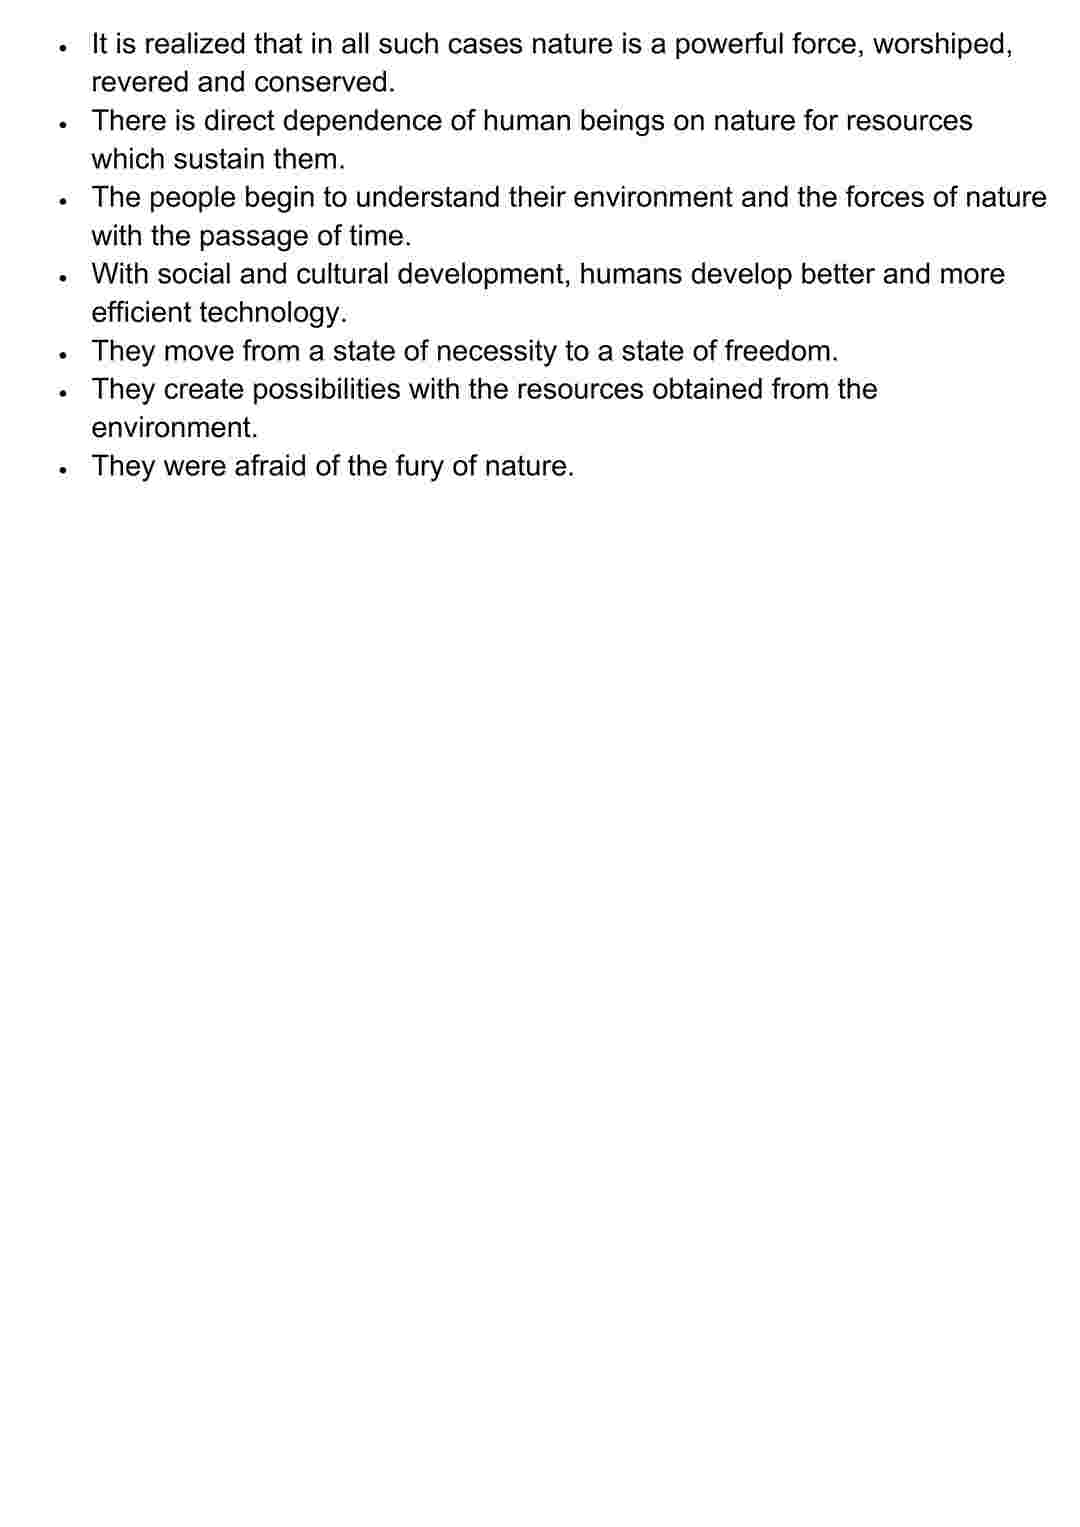 • It is realized that in all such cases nature is a powerful force, worshiped,
revered and conserved.
• There is direct dependence of human beings on nature for resources
which sustain them.
• The people begin to understand their environment and the forces of nature
with the passage of time.
• With social and cultural development, humans develop better and more
efficient technology.
• They move from a state of necessity to a state of freedom.
• They create possibilities with the resources obtained from the
environment.
• They were afraid of the fury of nature.